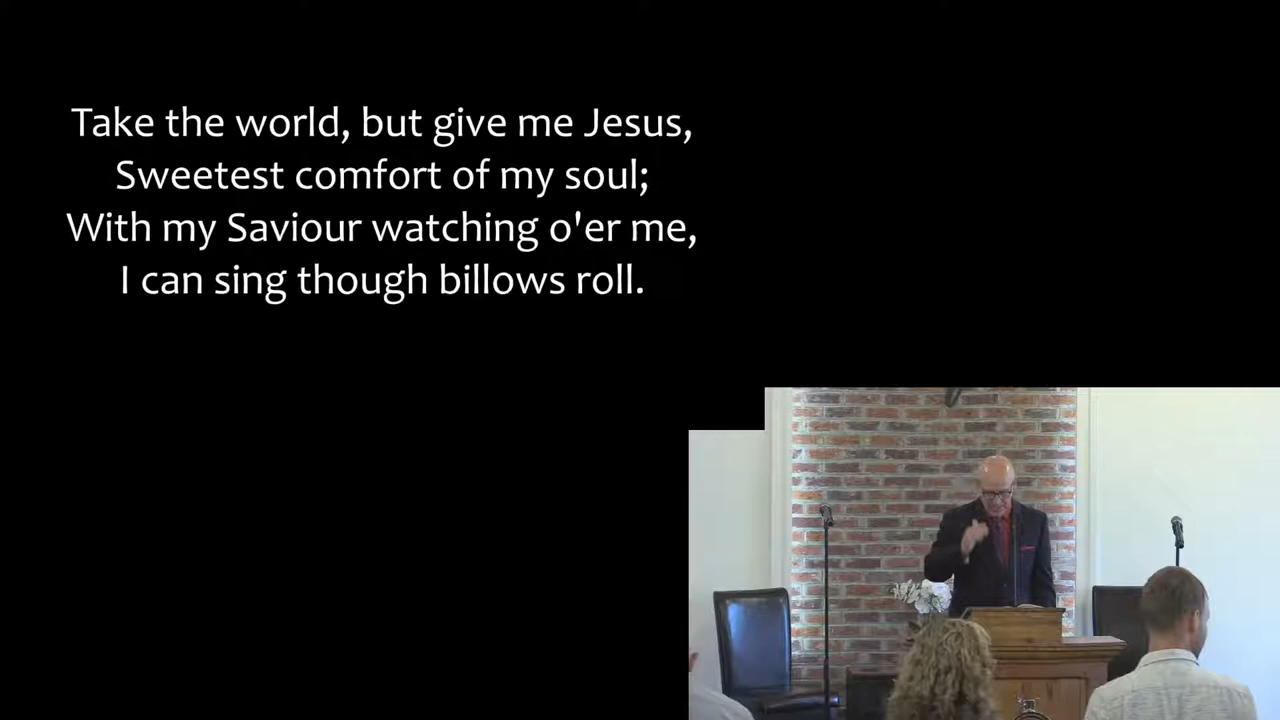 Take the world, but give me Jesus,
Sweetest comfort of my soul;
With my Saviour watching o'er me,
I can sing though billows roll.